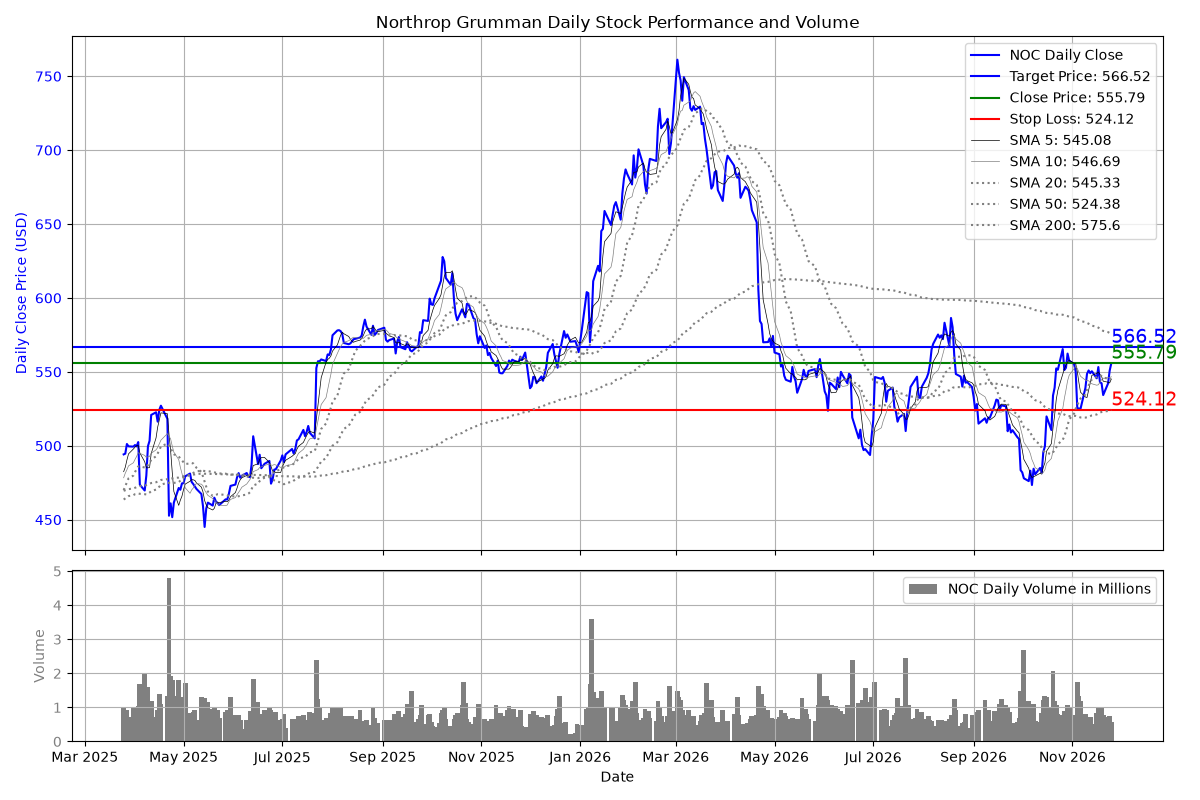 Northrop Grumman Daily Stock Performance and Volume
Daily Close Price (USD)
750
700
650
600
550
500
450
NOC Daily Close
Target Price: 566.52
Close Price: 555.79
Stop Loss: 524.12
SMA 5: 545.08
SMA 10: 546.69
SMA 20: 545.33
SMA 50: 524.38
SMA 200: 575.6
566.52
555.79
524.12
Volume
5
4
3
2
1
0
NOC Daily Volume in Millions
Mar 2025
May 2025
Jul 2025
Sep 2025
Nov 2025
Jan 2026
Mar 2026
May 2026
Jul 2026
Sep 2026
Nov 2026
Date